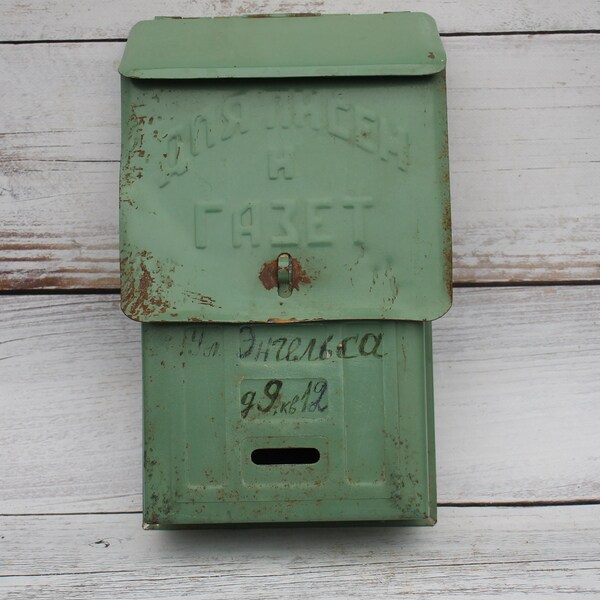 ДЛЯ ПИСЕМ
И
ГАЗЕТ
ул. Энгельса
д 9, кв 12